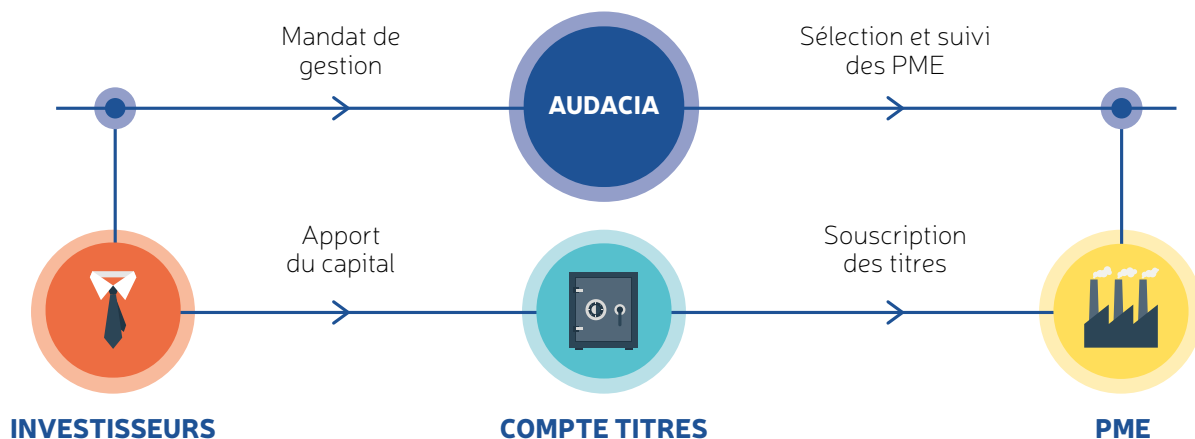 Mandat de
gestion
AUDACIA
Sélection et suivi
des PME
Apport
du capital
Souscription
des titres
INVESTISSEURS
COMPTE TITRES
PME